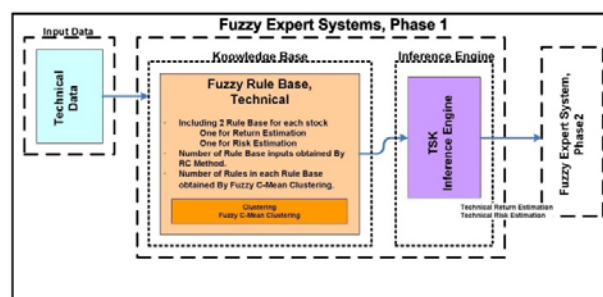 Fuzzy Expert Systems, Phase 1
Input Data
Technical
Data
Knowledge Base
Fuzzy Rule Base,
Technical
· Including 2 Rule Base for each stock
One for Return Estimation
One for Risk Estimation
· Number of Rule Base inputs obtained By
RC Method.
· Number of Rules in each Rule Base
obtained By Fuzzy C-Mean Clustering.
Clustering
Fuzzy C-Mean Clustering
Inference Engine
TSK
Inference Engine
Technical Return Estimation
Technical Risk Estimation
Fuzzy Expert System,
Phase2